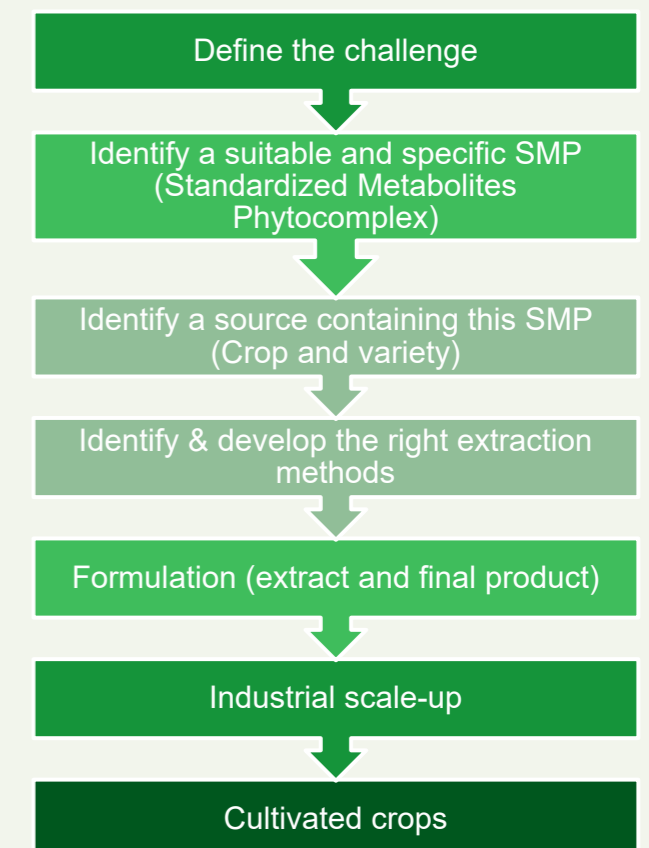 Define the challenge
Identify a suitable and specific SMP
(Standardized Metabolites
Phytocomplex)
Identify a source containing this SMP
(Crop and variety)
Identify & develop the right extraction
methods
Formulation (extract and final product)
Industrial scale-up
Cultivated crops